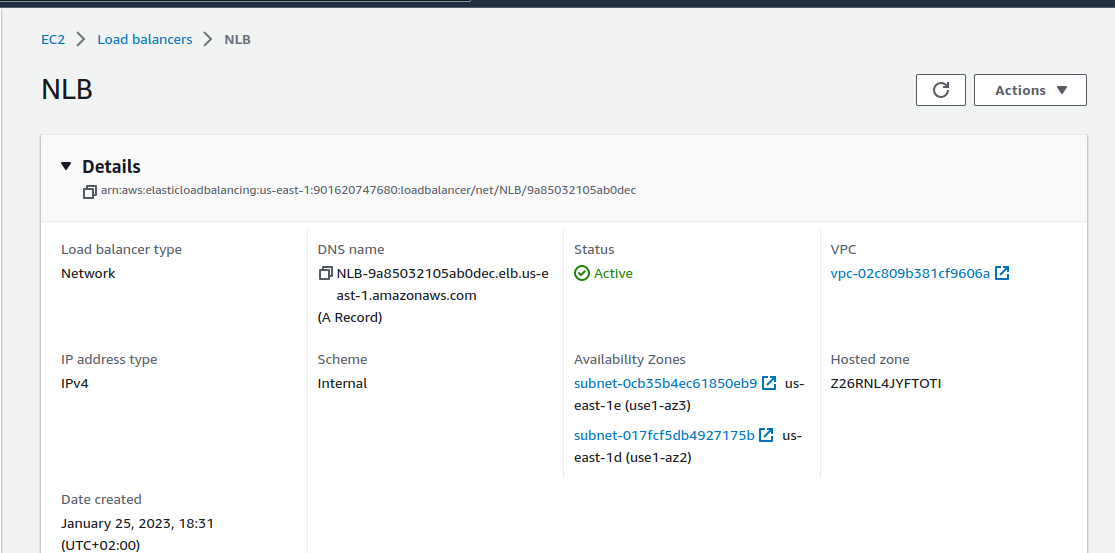 EC2 > Load balancers > NLB
NLB
Actions
Details
arn:aws:elasticloadbalancing:us-east-1:901620747680:loadbalancer/net/NLB/9a85032105ab0dec
Load balancer type
Network
DNS name
NLB-9a85032105ab0dec.elb.us-e
ast-1.amazonaws.com
(A Record)
Status
Active
VPC
vpc-02c809b381cf9606a
IP address type
IPv4
Scheme
Internal
Availability Zones
subnet-0cb35b4ec61850eb9 us-
east-1e (use1-az3)
subnet-017fcf5db4927175b us-
east-1d (use1-az2)
Hosted zone
Z26RNL4JYFTOTI
Date created
January 25, 2023, 18:31
(UTC+02:00)